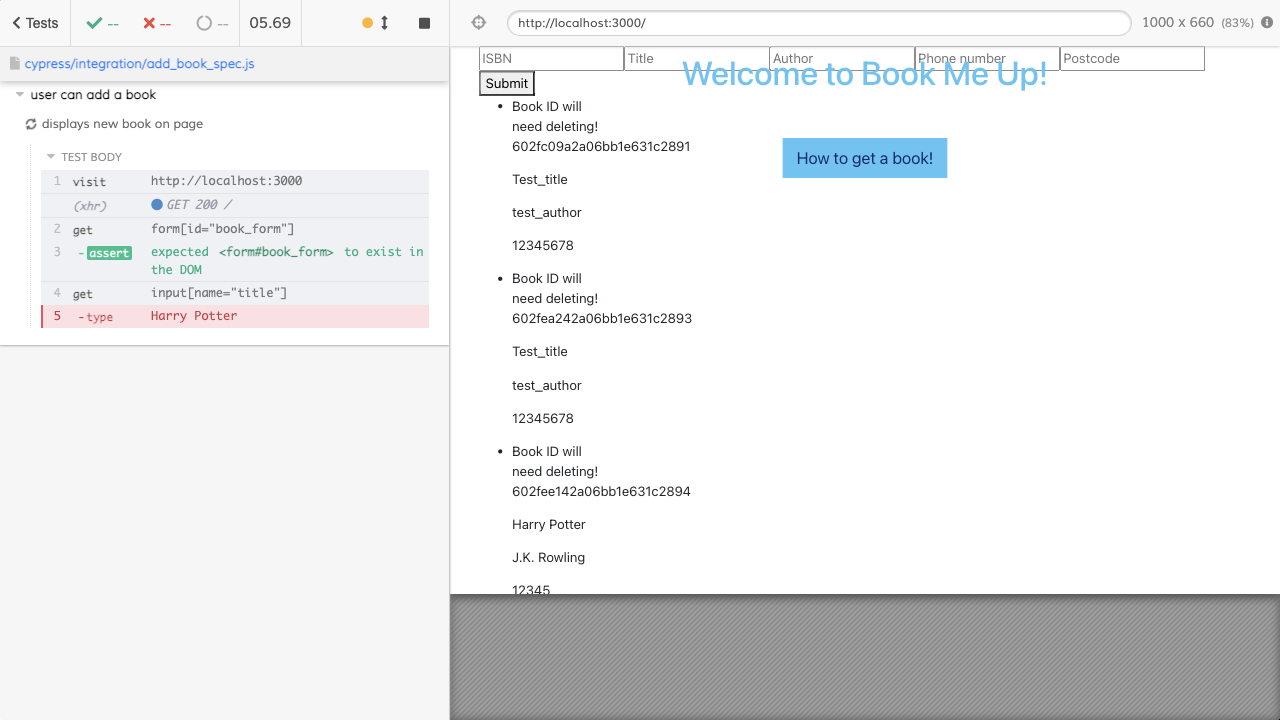 Tests
--
--
--
05.69
http://localhost:3000/
1000 x 660 (83%)
cypress/integration/add_book_spec.js
user can add a book
displays new book on page
TEST BODY
1 visit http://localhost:3000
(xhr) GET 200 /
2 get form[id="book_form"]
3 -assert expected <form#book_form> to exist in
the DOM
4 get input[name="title"]
5 -type Harry Potter
ISBN Title Author Phone number Postcode
Welcome to Book Me Up!
Submit
How to get a book!
Book ID will
need deleting!
602fc09a2a06bb1e631c2891
Test_title
test_author
12345678
Book ID will
need deleting!
602fea242a06bb1e631c2893
Test_title
test_author
12345678
Book ID will
need deleting!
602fee142a06bb1e631c2894
Harry Potter
J.K. Rowling
12345